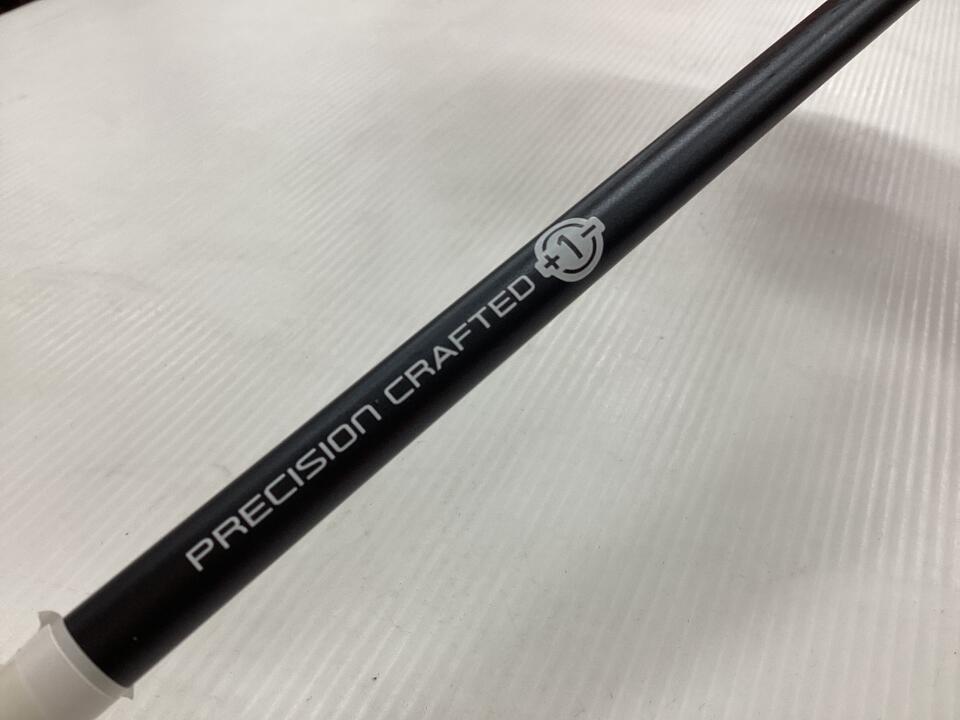 PRECISION CRAFTED +1-